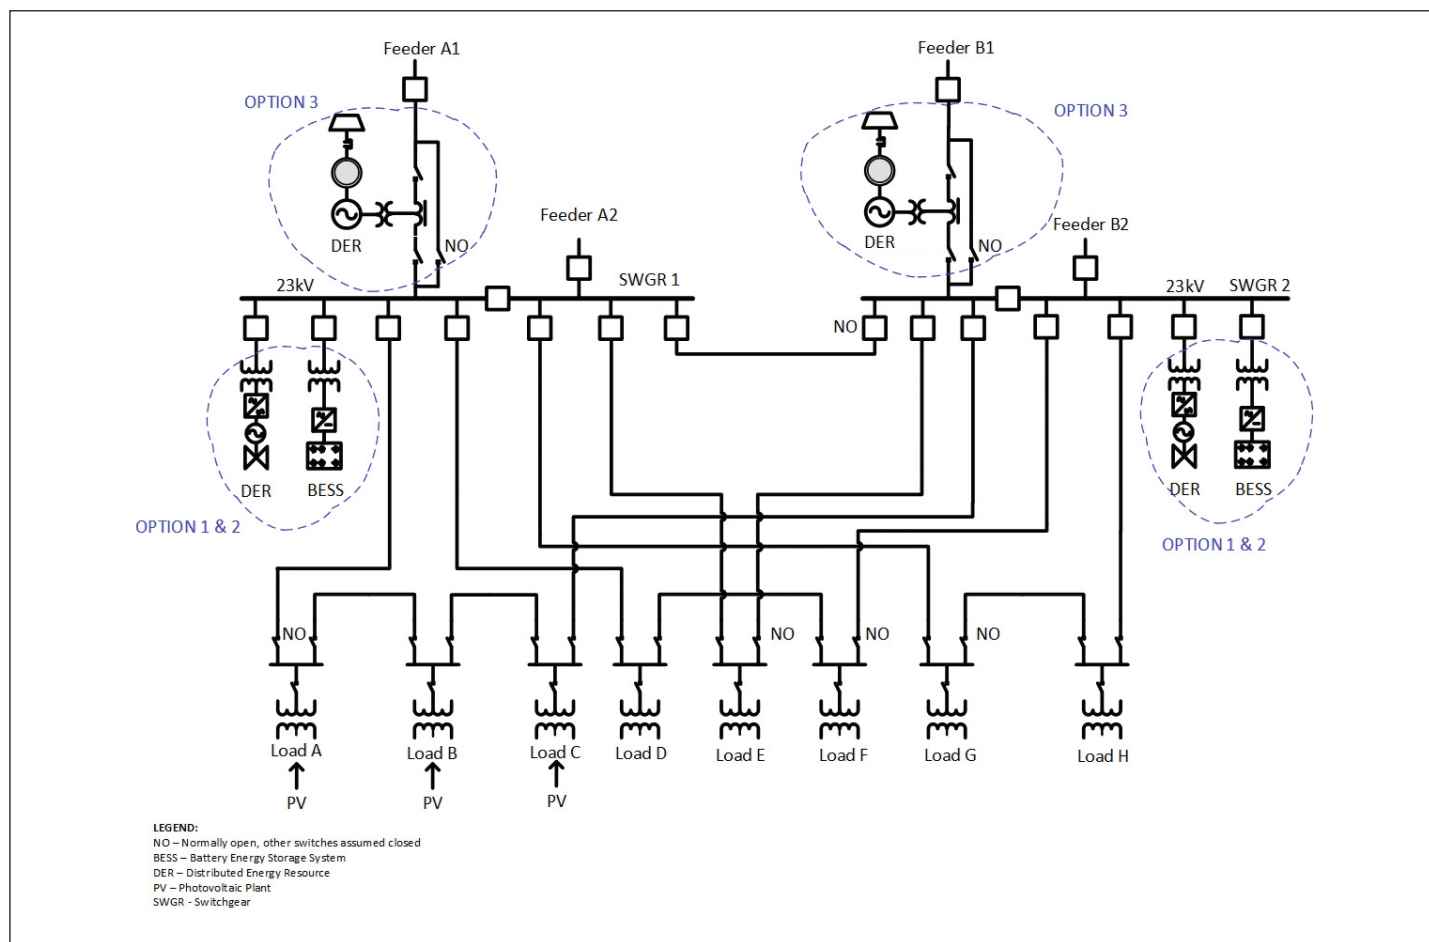 Feeder A1
Feeder B1
OPTION 3
OPTION 3
Feeder A2
Feeder B2
DER
NO
DER
NO
23kV
SWGR 1
23kV
SWGR 2
NO
DER
BESS
DER
BESS
OPTION 1 & 2
OPTION 1 & 2
NO
NO
NO
NO
Load A
Load B
Load C
Load D
Load E
Load F
Load G
Load H
PV
PV
PV
LEGEND:
NO – Normally open, other switches assumed closed
BESS – Battery Energy Storage System
DER – Distributed Energy Resource
PV – Photovoltaic Plant
SWGR - Switchgear